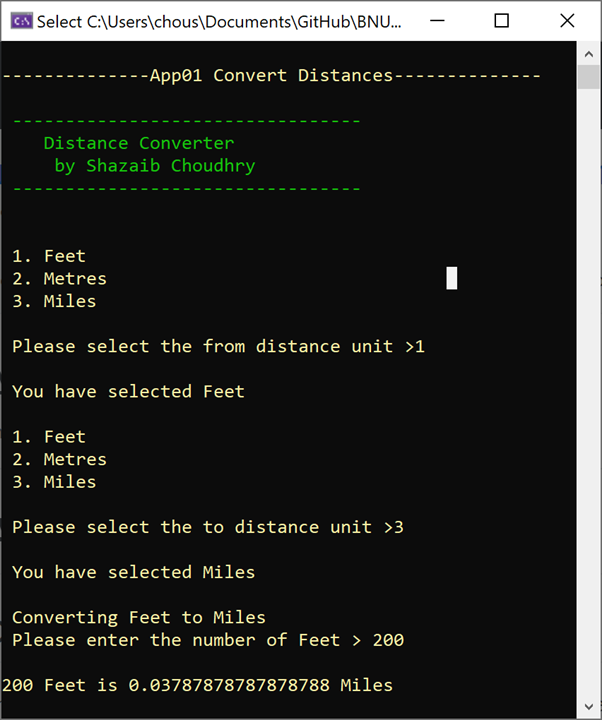 Select C:\Users\chous\Documents\GitHub\BNU...
--------------App01 Convert Distances--------------
---------------------------------
Distance Converter
by Shazaib Choudhry
---------------------------------
1. Feet
2. Metres
3. Miles
Please select the from distance unit >1
You have selected Feet
1. Feet
2. Metres
3. Miles
Please select the to distance unit >3
You have selected Miles
Converting Feet to Miles
Please enter the number of Feet > 200
200 Feet is 0.03787878787878788 Miles